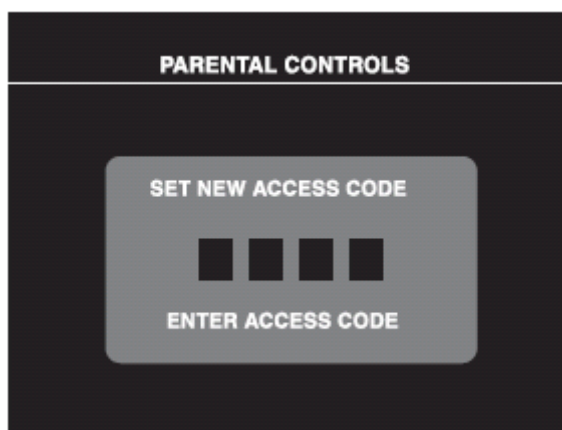 PARENTAL CONTROLS
SET NEW ACCESS CODE
ENTER ACCESS CODE